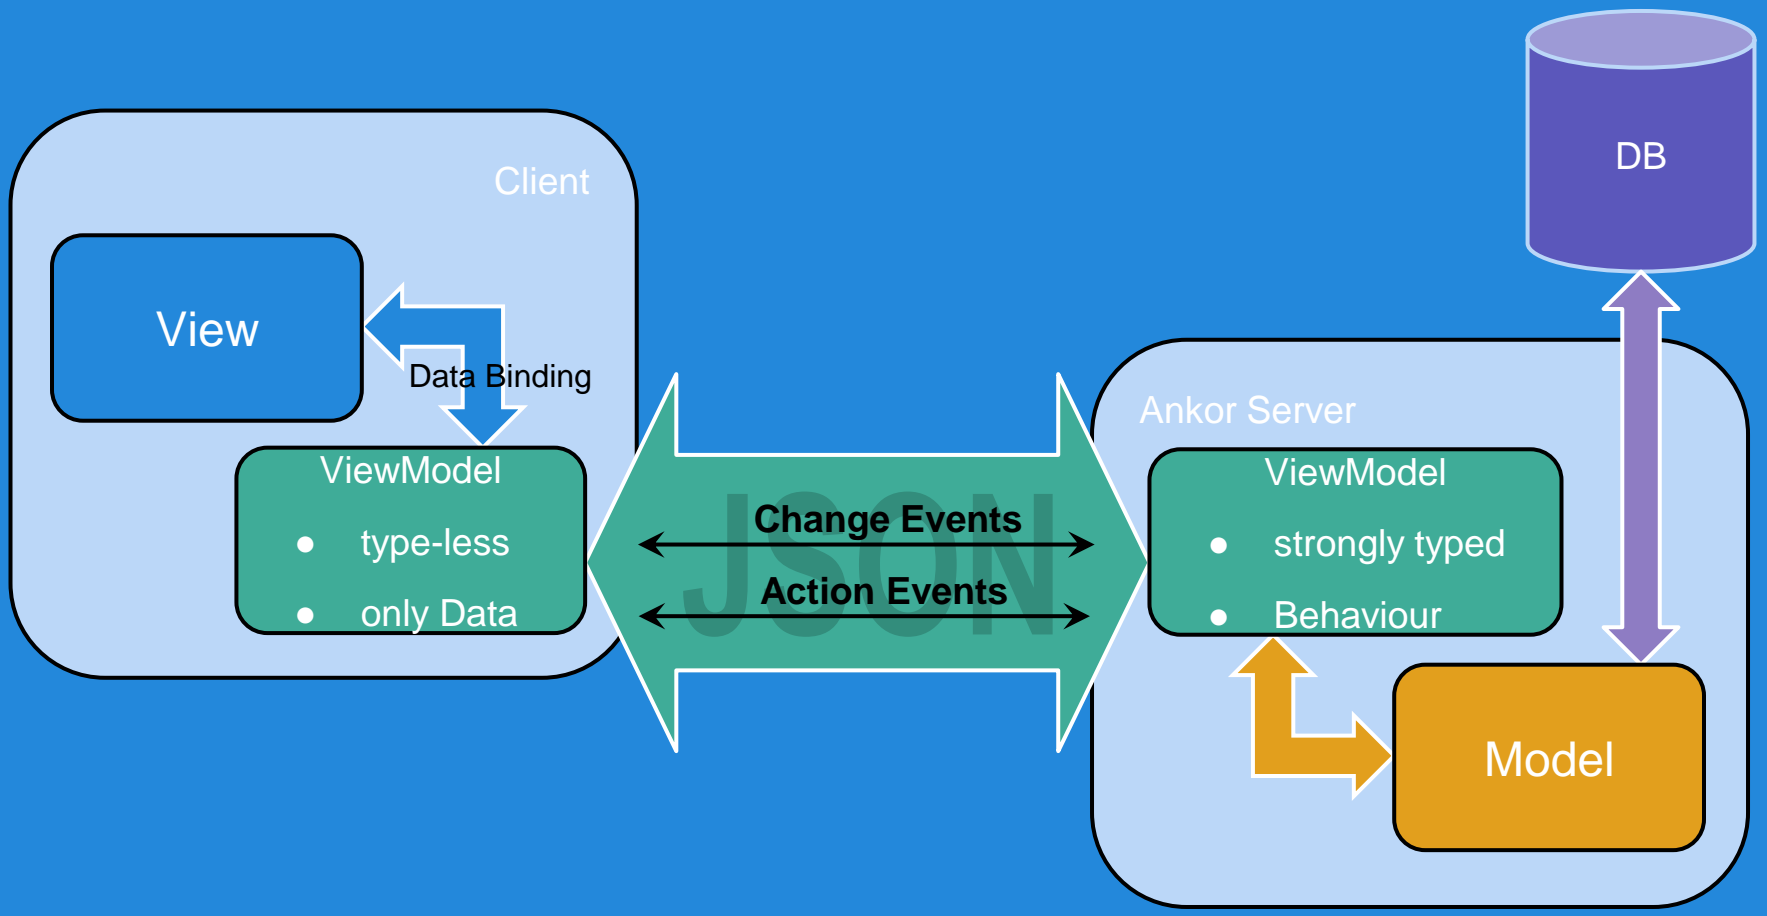 DB
Client
View
Data Binding
ViewModel
● type-less
● only Data
JSON
Change Events
Action Events
Ankor Server
ViewModel
● strongly typed
● Behaviour
Model